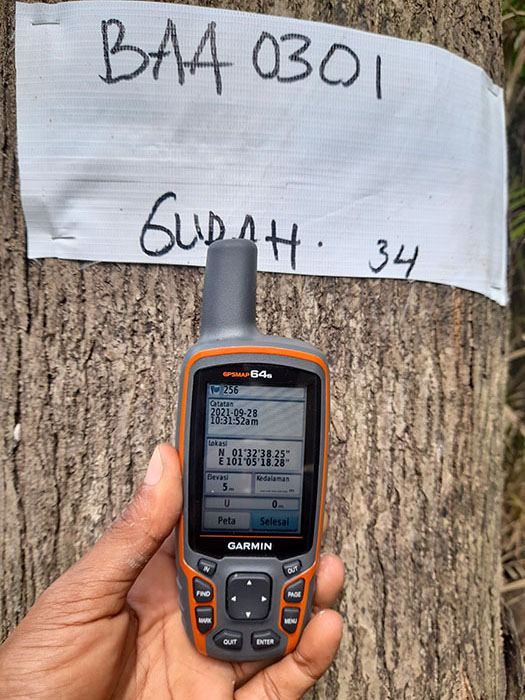 BAA 0301
GUDAH. 34
GPSMAP 64s
256
Catatan
2021-09-28
10:31:52am
Lokasi
N 01°32'38.25"
E 101°05'18.28"
Elevasi Kedalaman
5 m ______ m
U 0 m
Peta Selesai
GARMIN
IN OUT
FIND PAGE
MARK MENU
QUIT ENTER